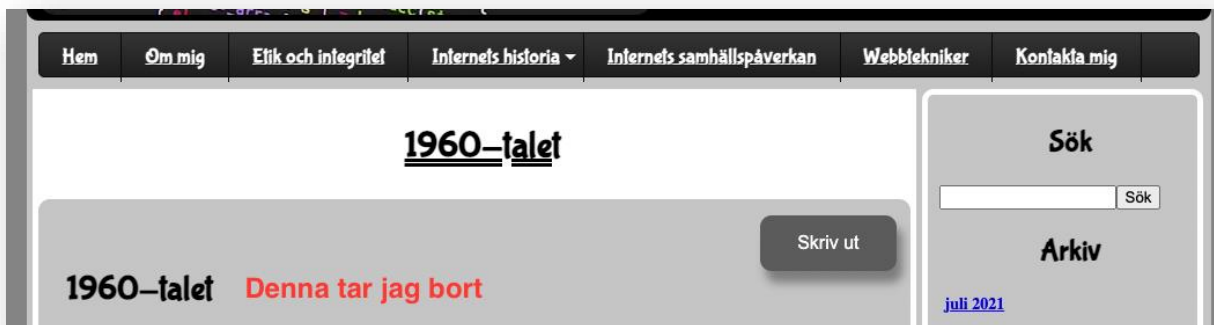 Hem Om mig Etik och integritet Internets historia Internets samhällspåverkan Webbtekniker Kontakta mig
1960-talet
Skriv ut
1960-talet Denna tar jag bort
Sök
Sök
Arkiv
juli 2021